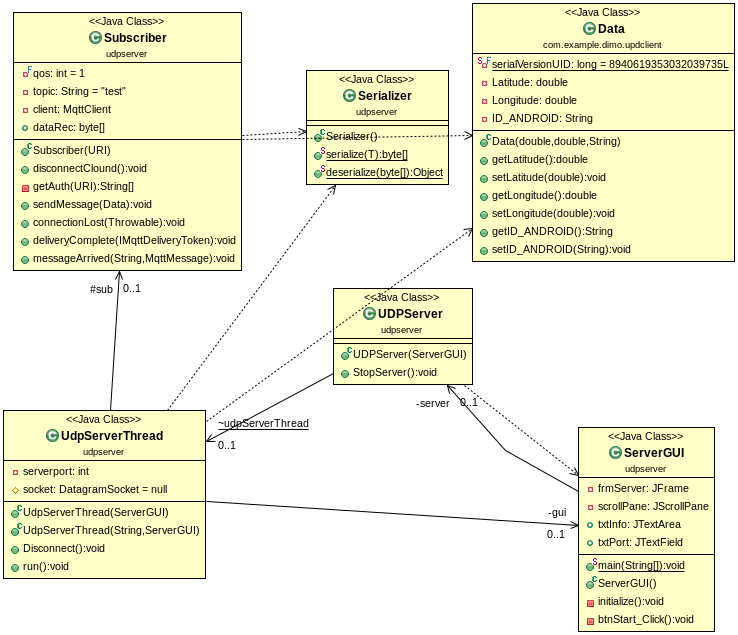 <<Java Class>>
Subscriber
udpserver
qos: int = 1
topic: String = "test"
client: MqttClient
dataRec: byte[]
Subscriber(URI)
disconnectClound():void
getAuth(URI):String[]
sendMessage(Data):void
connectionLost(Throwable):void
deliveryComplete(IMqttDeliveryToken):void
messageArrived(String,MqttMessage):void
<<Java Class>>
Serializer
udpserver
Serializer()
serialize(T):byte[]
deserialize(byte[]):Object
<<Java Class>>
Data
com.example.dimo.updclient
serialVersionUID: long = 8940619353032039735L
Latitude: double
Longitude: double
ID_ANDROID: String
Data(double,double,String)
getLatitude():double
setLatitude(double):void
getLongitude():double
setLongitude(double):void
getID_ANDROID():String
setID_ANDROID(String):void
#sub 0..1
<<Java Class>>
UDPServer
udpserver
UDPServer(ServerGUI)
StopServer():void
-server 0..1
~udpServerThread
0..1
<<Java Class>>
UdpServerThread
udpserver
serverport: int
socket: DatagramSocket = null
UdpServerThread(ServerGUI)
UdpServerThread(String,ServerGUI)
Disconnect():void
run():void
-gui
0..1
<<Java Class>>
ServerGUI
udpserver
frmServer: JFrame
scrollPane: JScrollPane
txtInfo: JTextArea
txtPort: JTextField
main(String[]):void
ServerGUI()
initialize():void
btnStart_Click():void